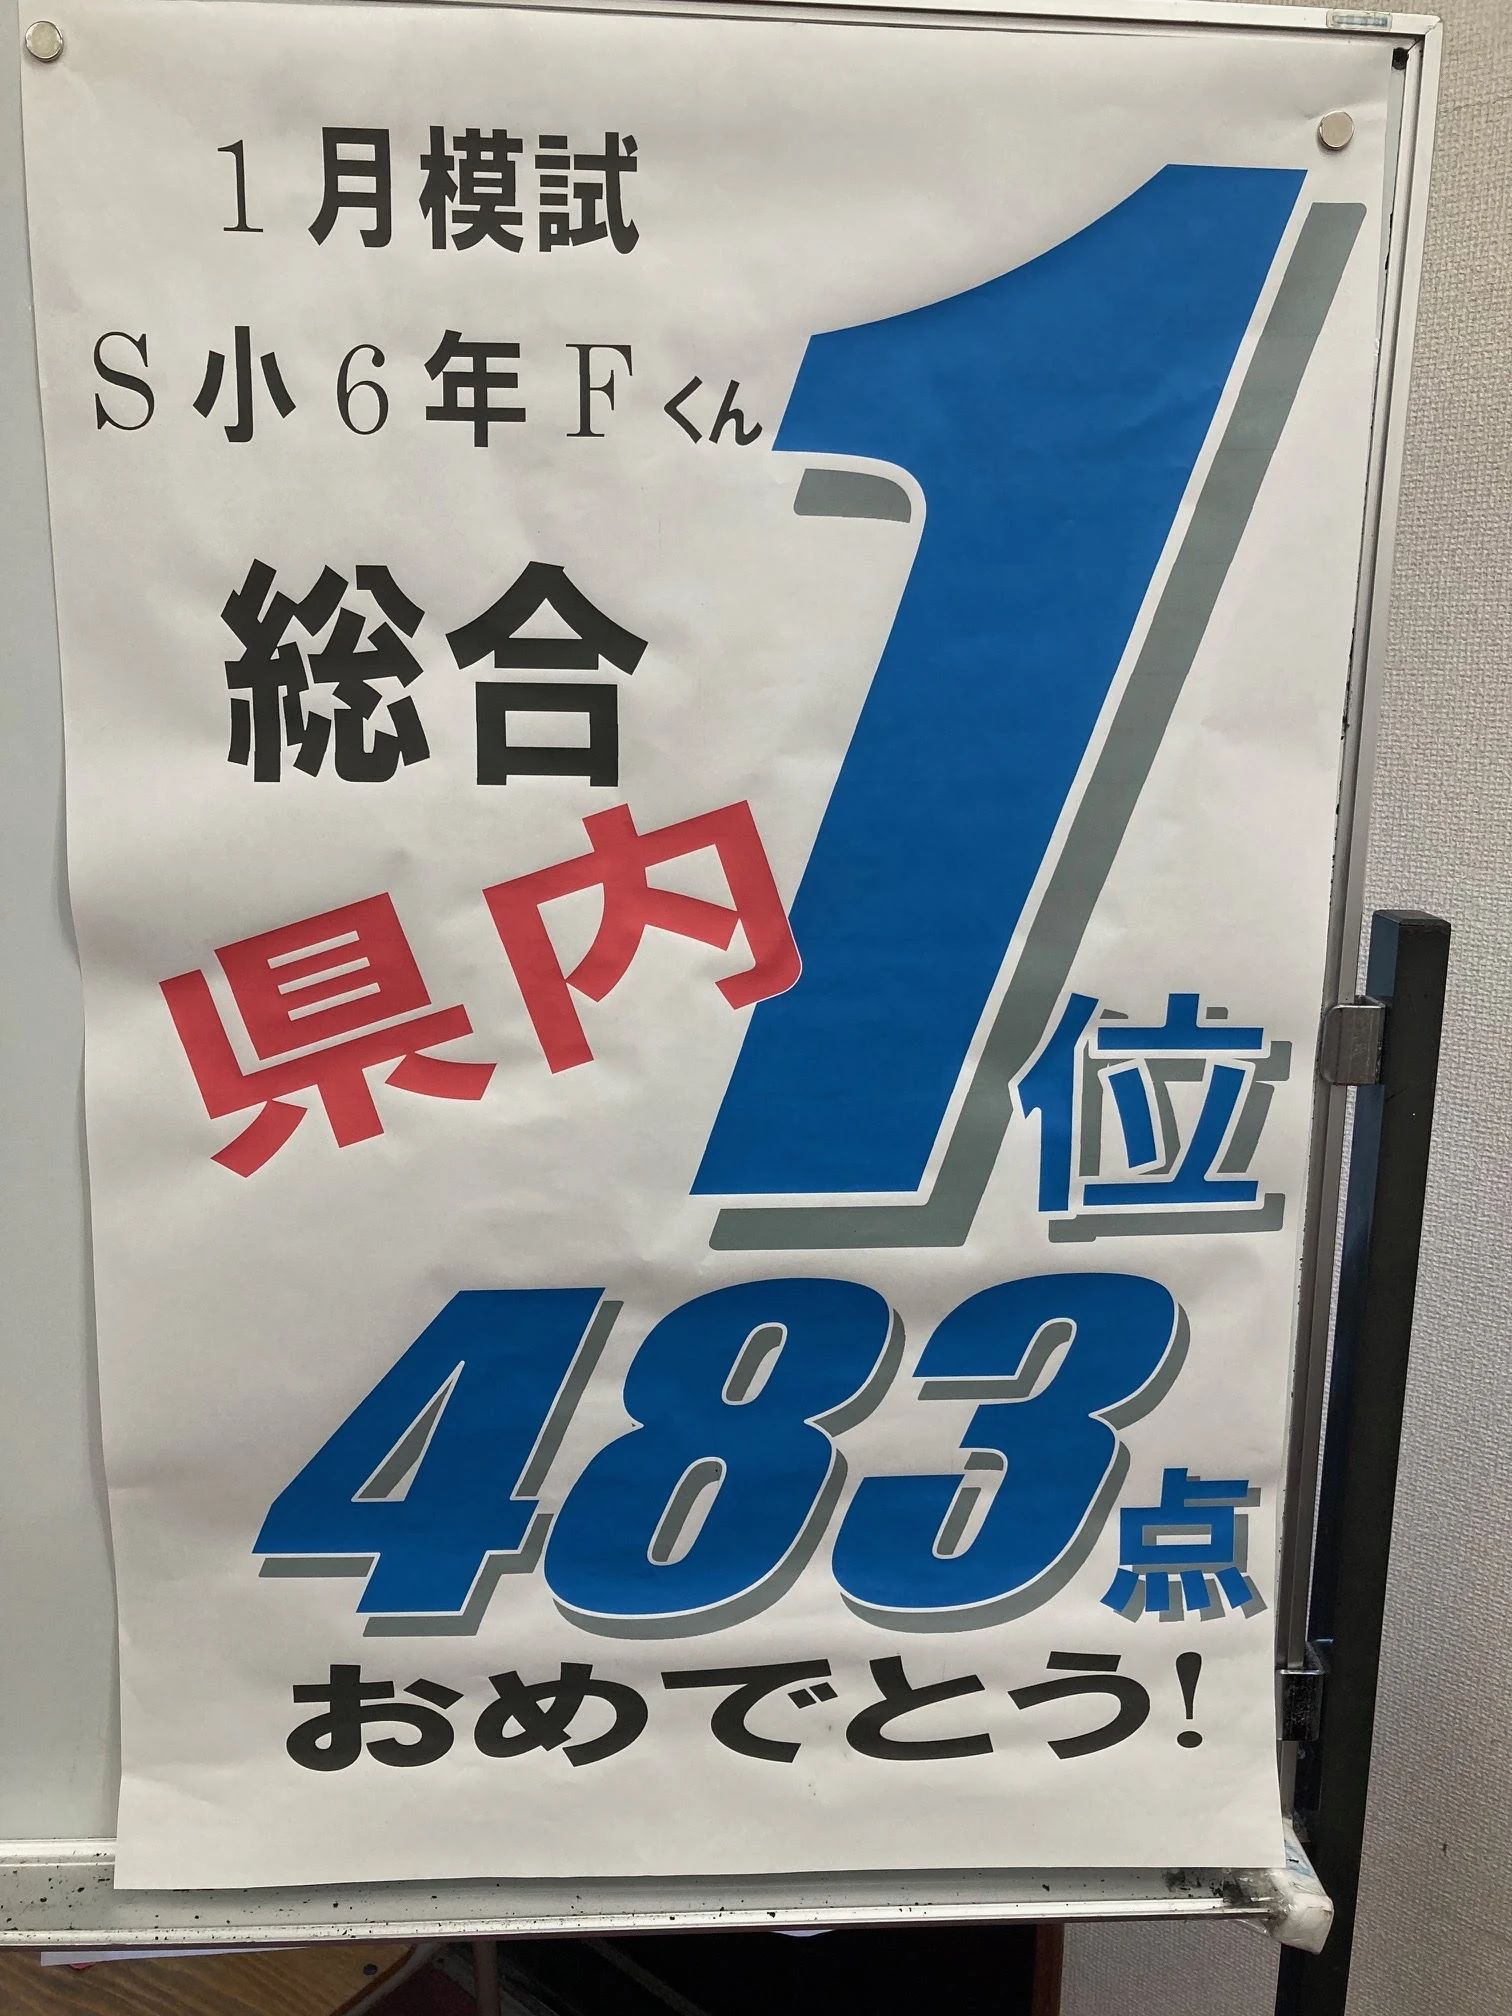 1月模試
S小6年Fくん
総合
県内
1位
483点
おめでとう!